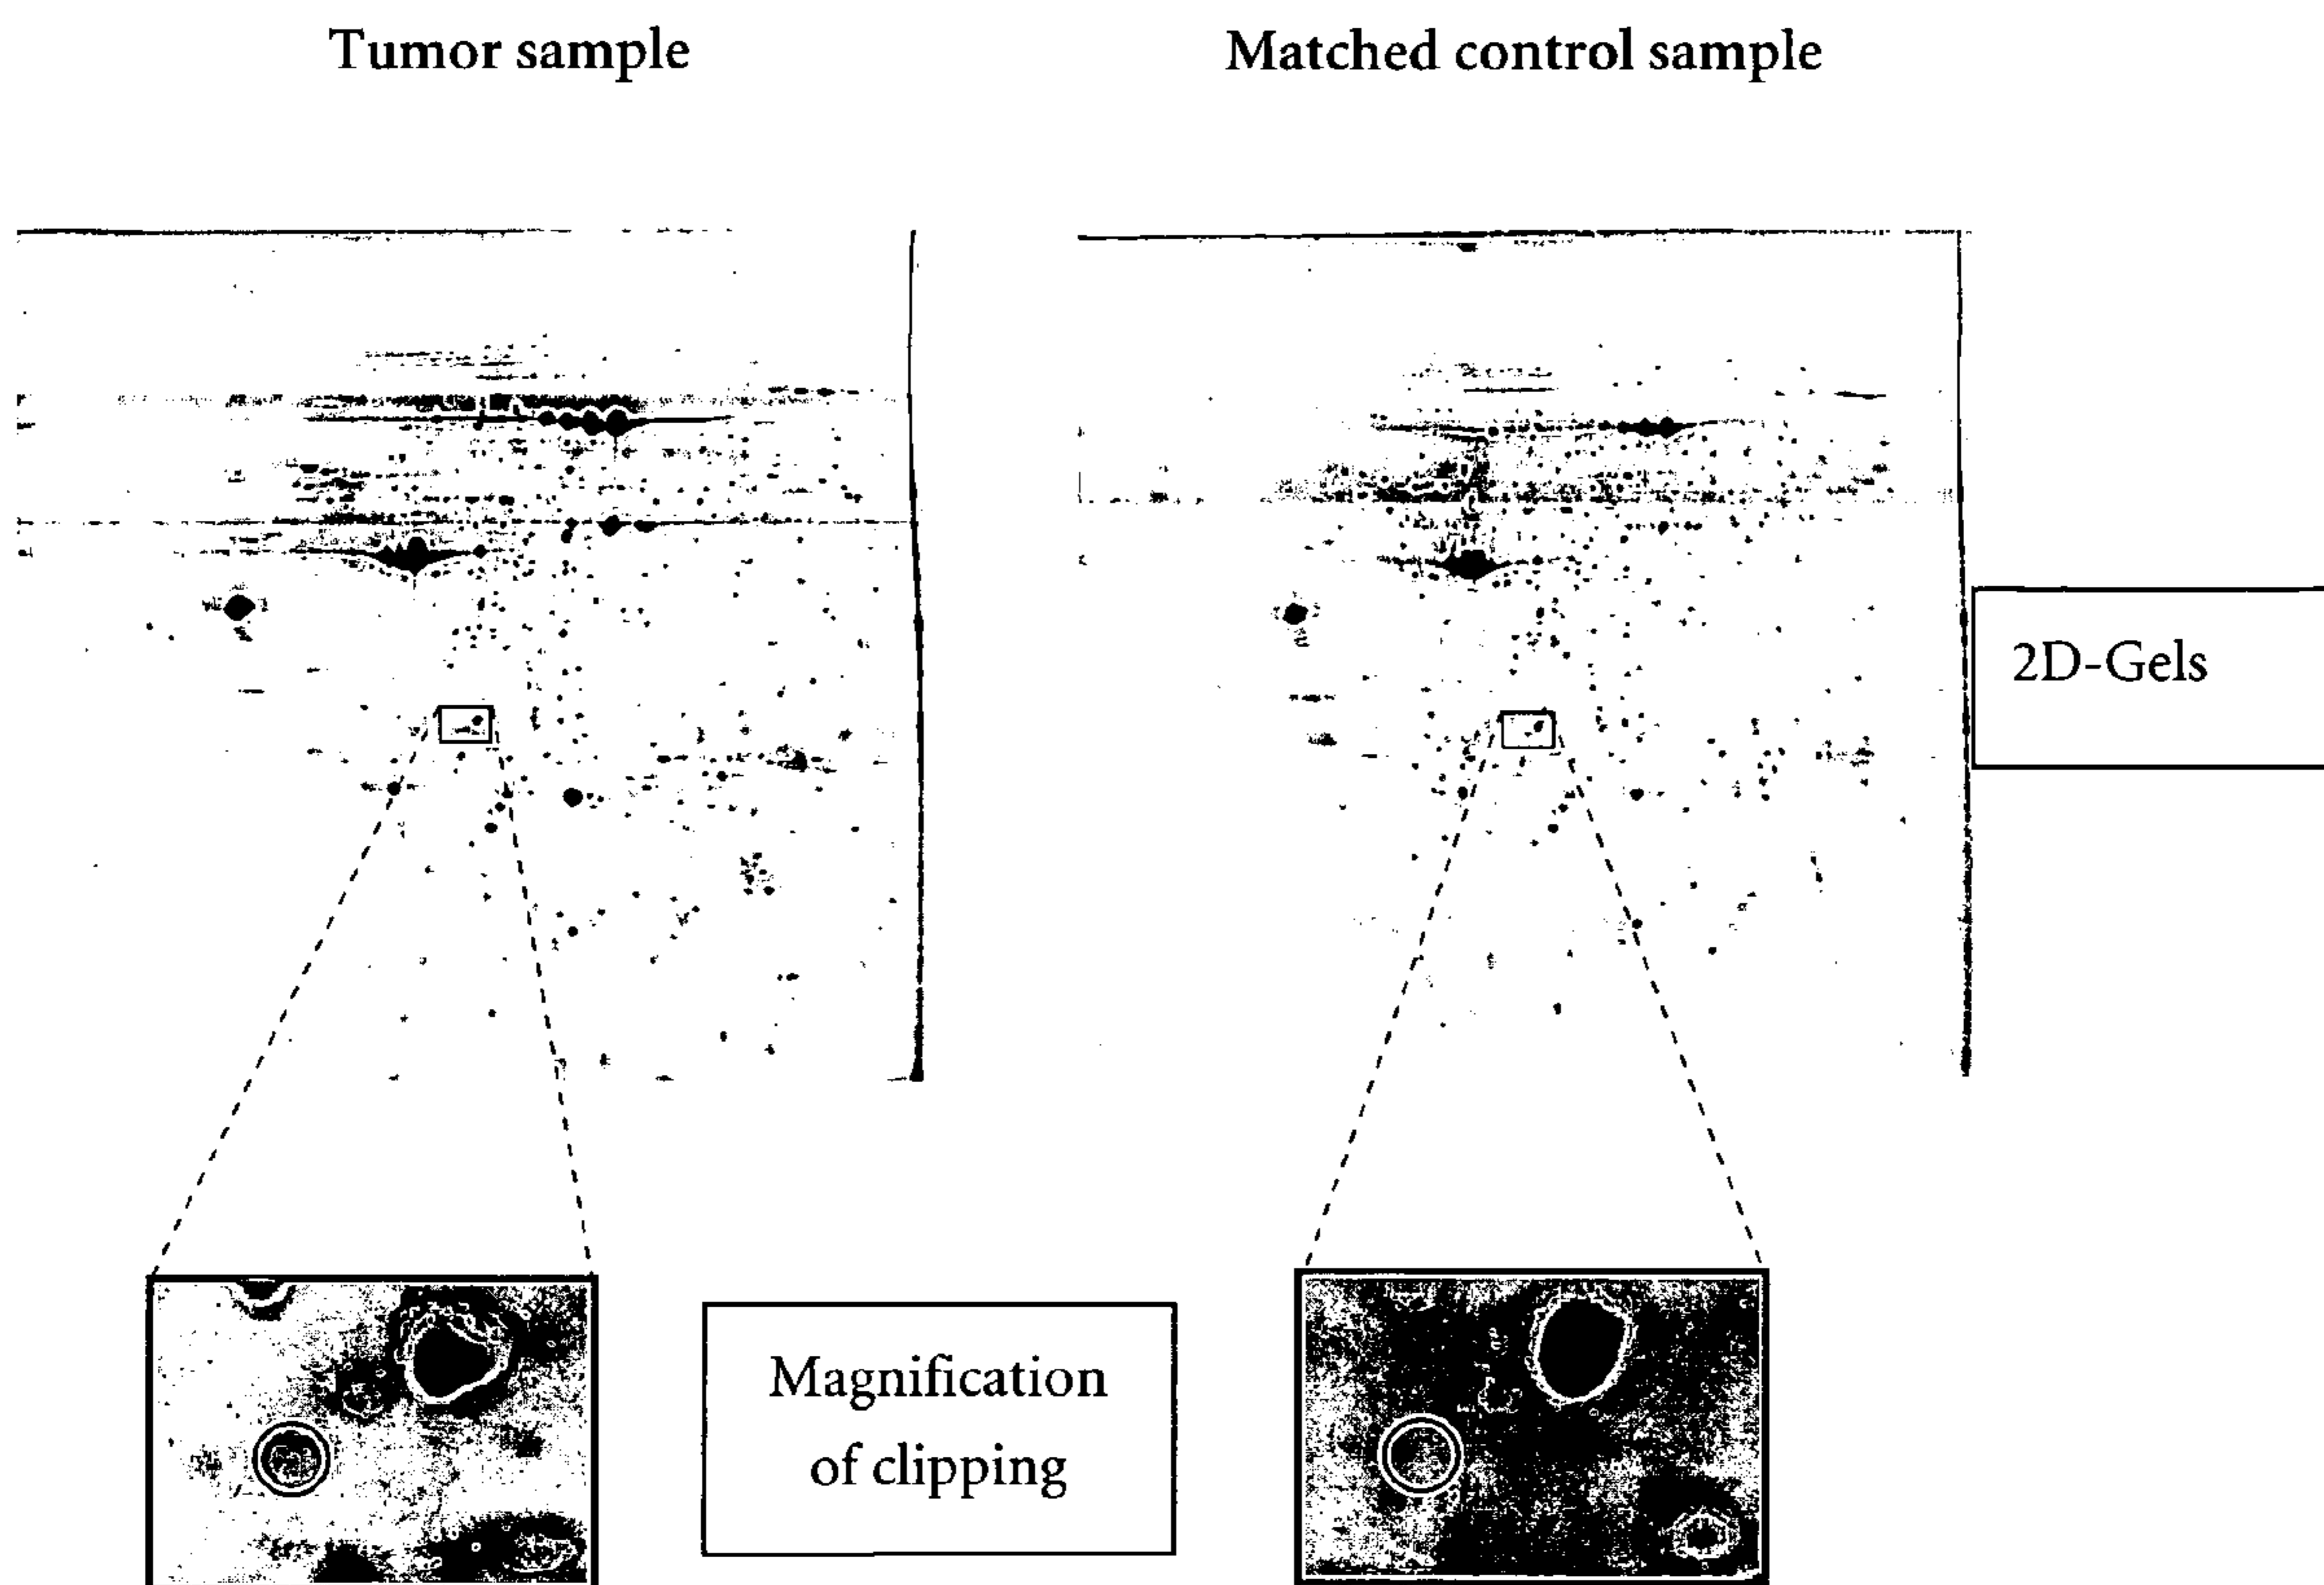 Tumor sample
Matched control sample
2D-Gels
Magnification
of clipping